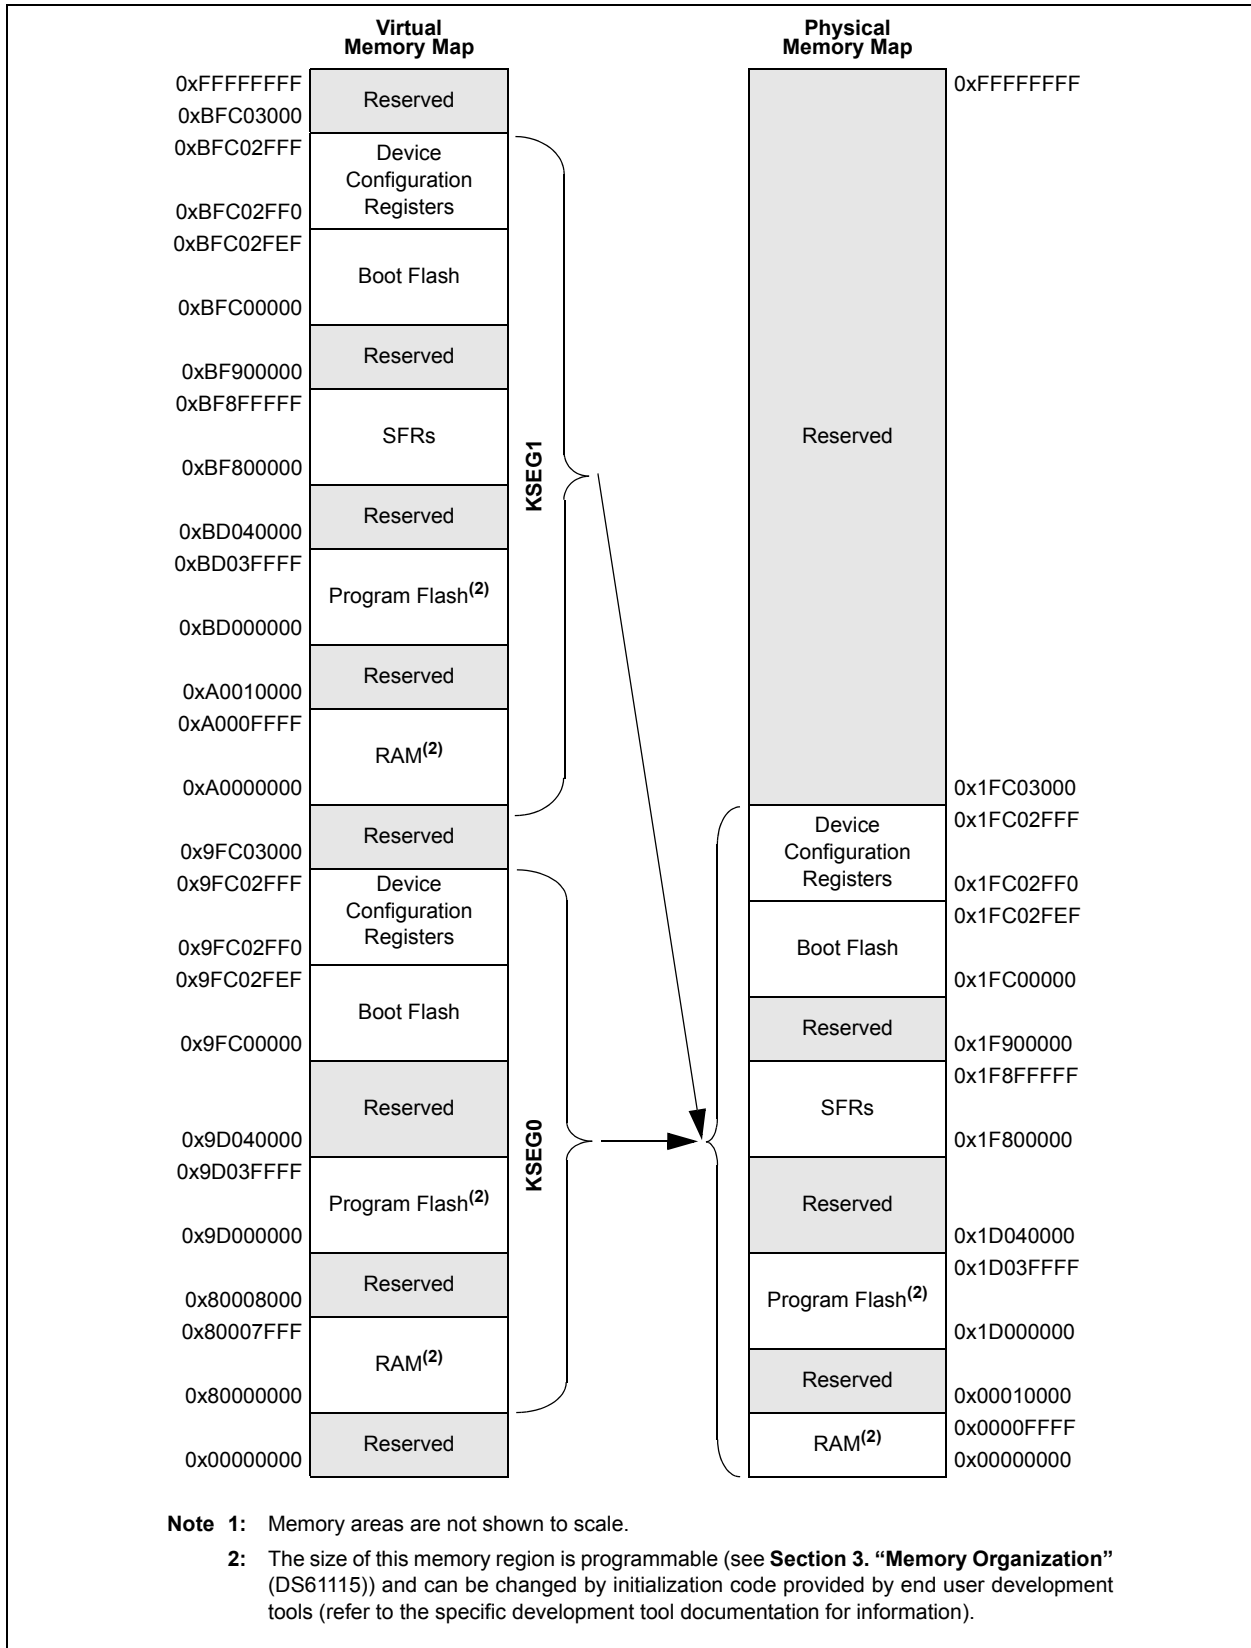 Virtual
Memory Map
0xFFFFFFFF
Reserved
0xBFC03000
0xBFC02FFF
Device
Configuration
Registers
0xBFC02FF0
0xBFC02FEF
Boot Flash
0xBFC00000
Reserved
0xBF900000
0xBF8FFFFF
SFRs
0xBF800000
Reserved
0xBD040000
0xBD03FFFF
Program Flash(2)
0xBD000000
Reserved
0xA0010000
0xA000FFFF
RAM(2)
0xA0000000
KSEG1
Reserved
0x9FC03000
0x9FC02FFF
Device
Configuration
Registers
0x9FC02FF0
0x9FC02FEF
Boot Flash
0x9FC00000
Reserved
0x9D040000
0x9D03FFFF
Program Flash(2)
0x9D000000
Reserved
0x80008000
0x80007FFF
RAM(2)
0x80000000
KSEG0
Reserved
0x00000000
Physical
Memory Map
0xFFFFFFFF
Reserved
0x1FC03000
0x1FC02FFF
Device
Configuration
Registers
0x1FC02FF0
0x1FC02FEF
Boot Flash
0x1FC00000
Reserved
0x1F900000
0x1F8FFFFF
SFRs
0x1F800000
Reserved
0x1D040000
0x1D03FFFF
Program Flash(2)
0x1D000000
Reserved
0x00010000
0x0000FFFF
RAM(2)
0x00000000
Note 1: Memory areas are not shown to scale.
2: The size of this memory region is programmable (see Section 3. “Memory Organization”
(DS61115)) and can be changed by initialization code provided by end user development
tools (refer to the specific development tool documentation for information).